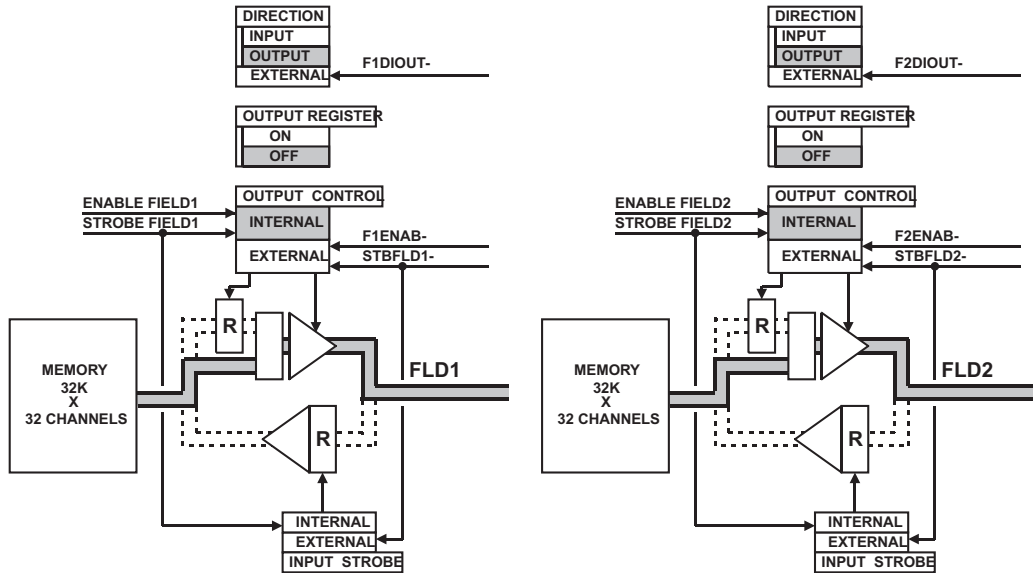 DIRECTION
INPUT
OUTPUT
EXTERNAL
F1DIOUT-
OUTPUT REGISTER
ON
OFF
OUTPUT CONTROL
ENABLE FIELD1
STROBE FIELD1
INTERNAL
EXTERNAL
F1ENAB-
STBFLD1-
R
MEMORY
32K
X
32 CHANNELS
FLD1
R
INTERNAL
EXTERNAL
INPUT STROBE
DIRECTION
INPUT
OUTPUT
EXTERNAL
F2DIOUT-
OUTPUT REGISTER
ON
OFF
OUTPUT CONTROL
ENABLE FIELD2
STROBE FIELD2
INTERNAL
EXTERNAL
F2ENAB-
STBFLD2-
R
MEMORY
32K
X
32 CHANNELS
FLD2
R
INTERNAL
EXTERNAL
INPUT STROBE